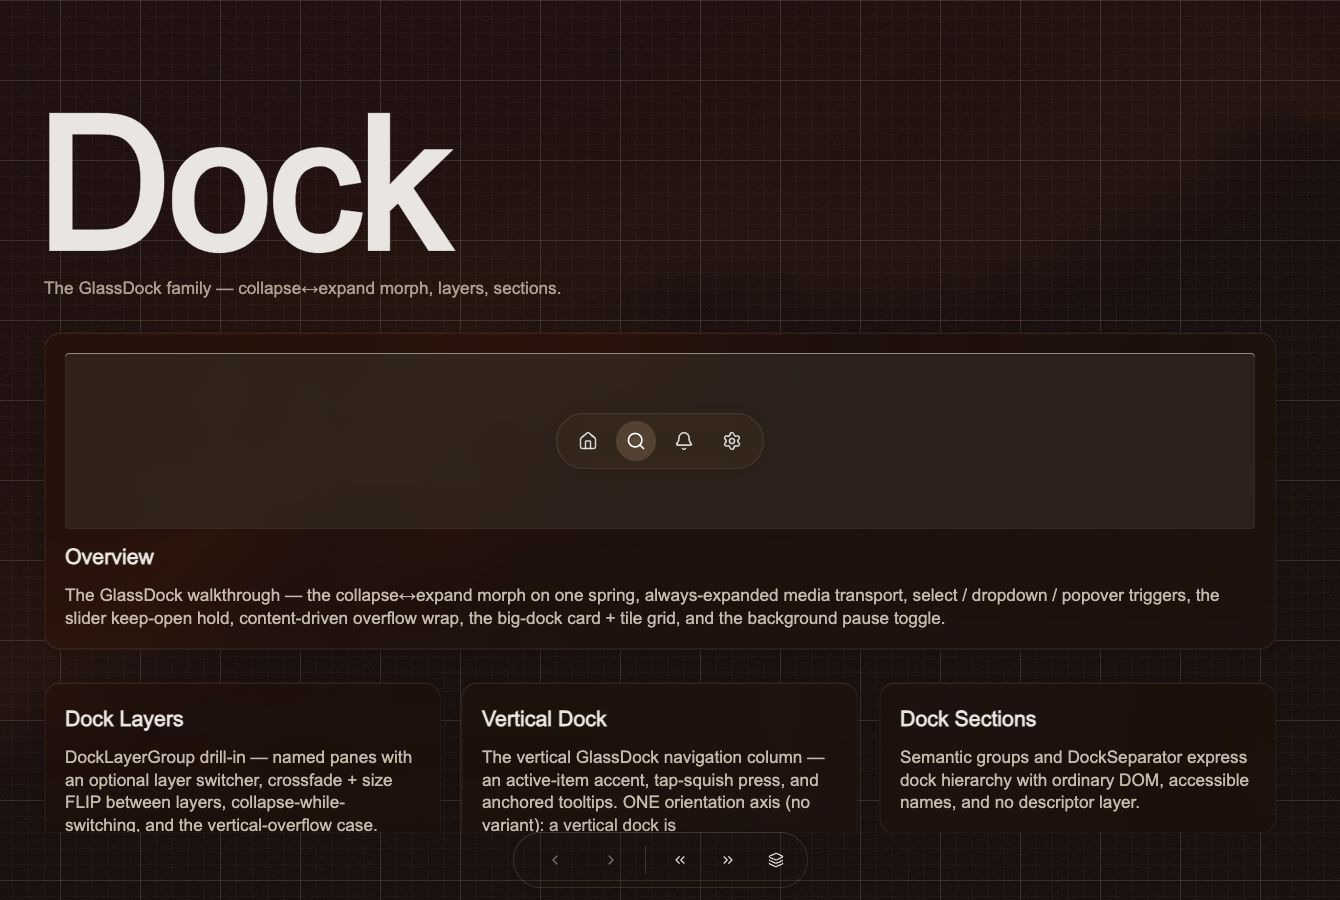 Dock
The GlassDock family — collapse↔expand morph, layers, sections.
Overview
The GlassDock walkthrough — the collapse↔expand morph on one spring, always-expanded media transport, select / dropdown / popover triggers, the
slider keep-open hold, content-driven overflow wrap, the big-dock card + tile grid, and the background pause toggle.
Dock Layers
DockLayerGroup drill-in — named panes with
an optional layer switcher, crossfade + size
FLIP between layers, collapse-while-
switching, and the vertical-overflow case.
Vertical Dock
The vertical GlassDock navigation column —
an active-item accent, tap-squish press, and
anchored tooltips. ONE orientation axis (no
variant): a vertical dock is
Dock Sections
Semantic groups and DockSeparator express
dock hierarchy with ordinary DOM, accessible
names, and no descriptor layer.